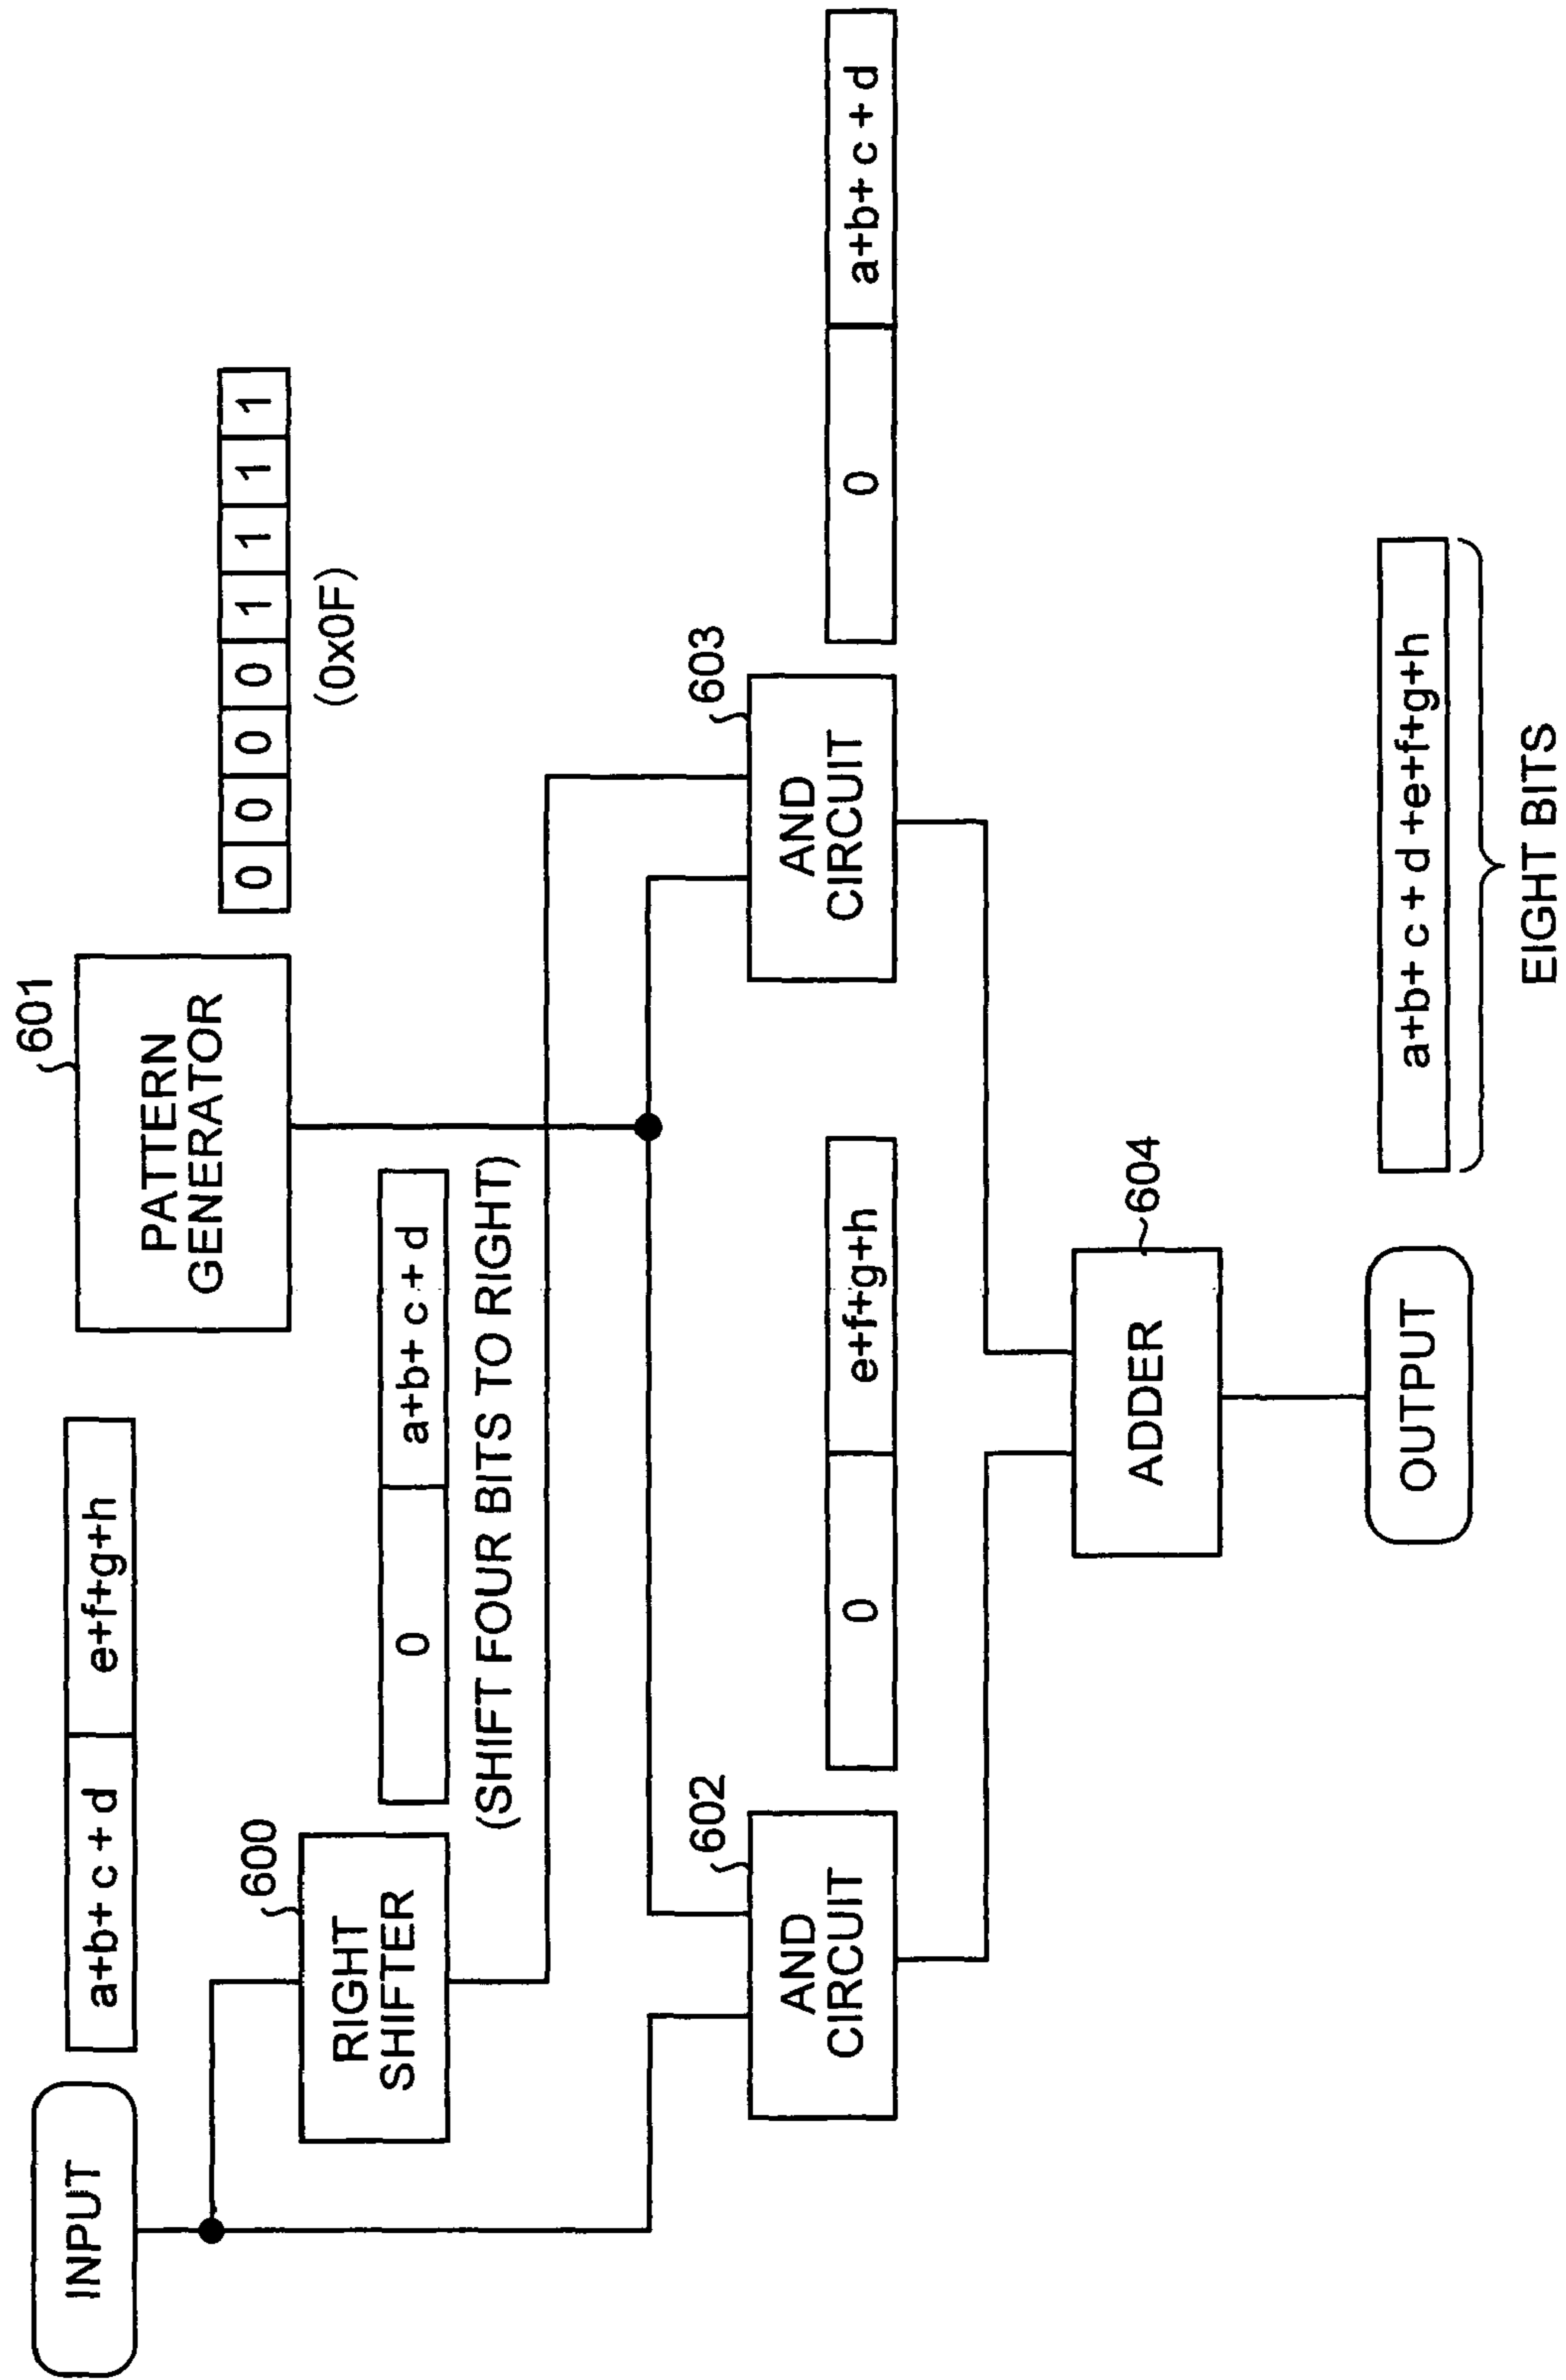 INPUT
a+b+ c + d
e+f+g+h
601
PATTERN
GENERATOR
0 0 0 0 1 1 1 1
(0x0F)
600
RIGHT
SHIFTER
0
a+b+ c + d
(SHIFT FOUR BITS TO RIGHT)
602
AND
CIRCUIT
0
e+f+g+h
603
AND
CIRCUIT
0
a+b+ c + d
ADDER
604
OUTPUT
a+b+ c + d +e+f+g+h
EIGHT BITS